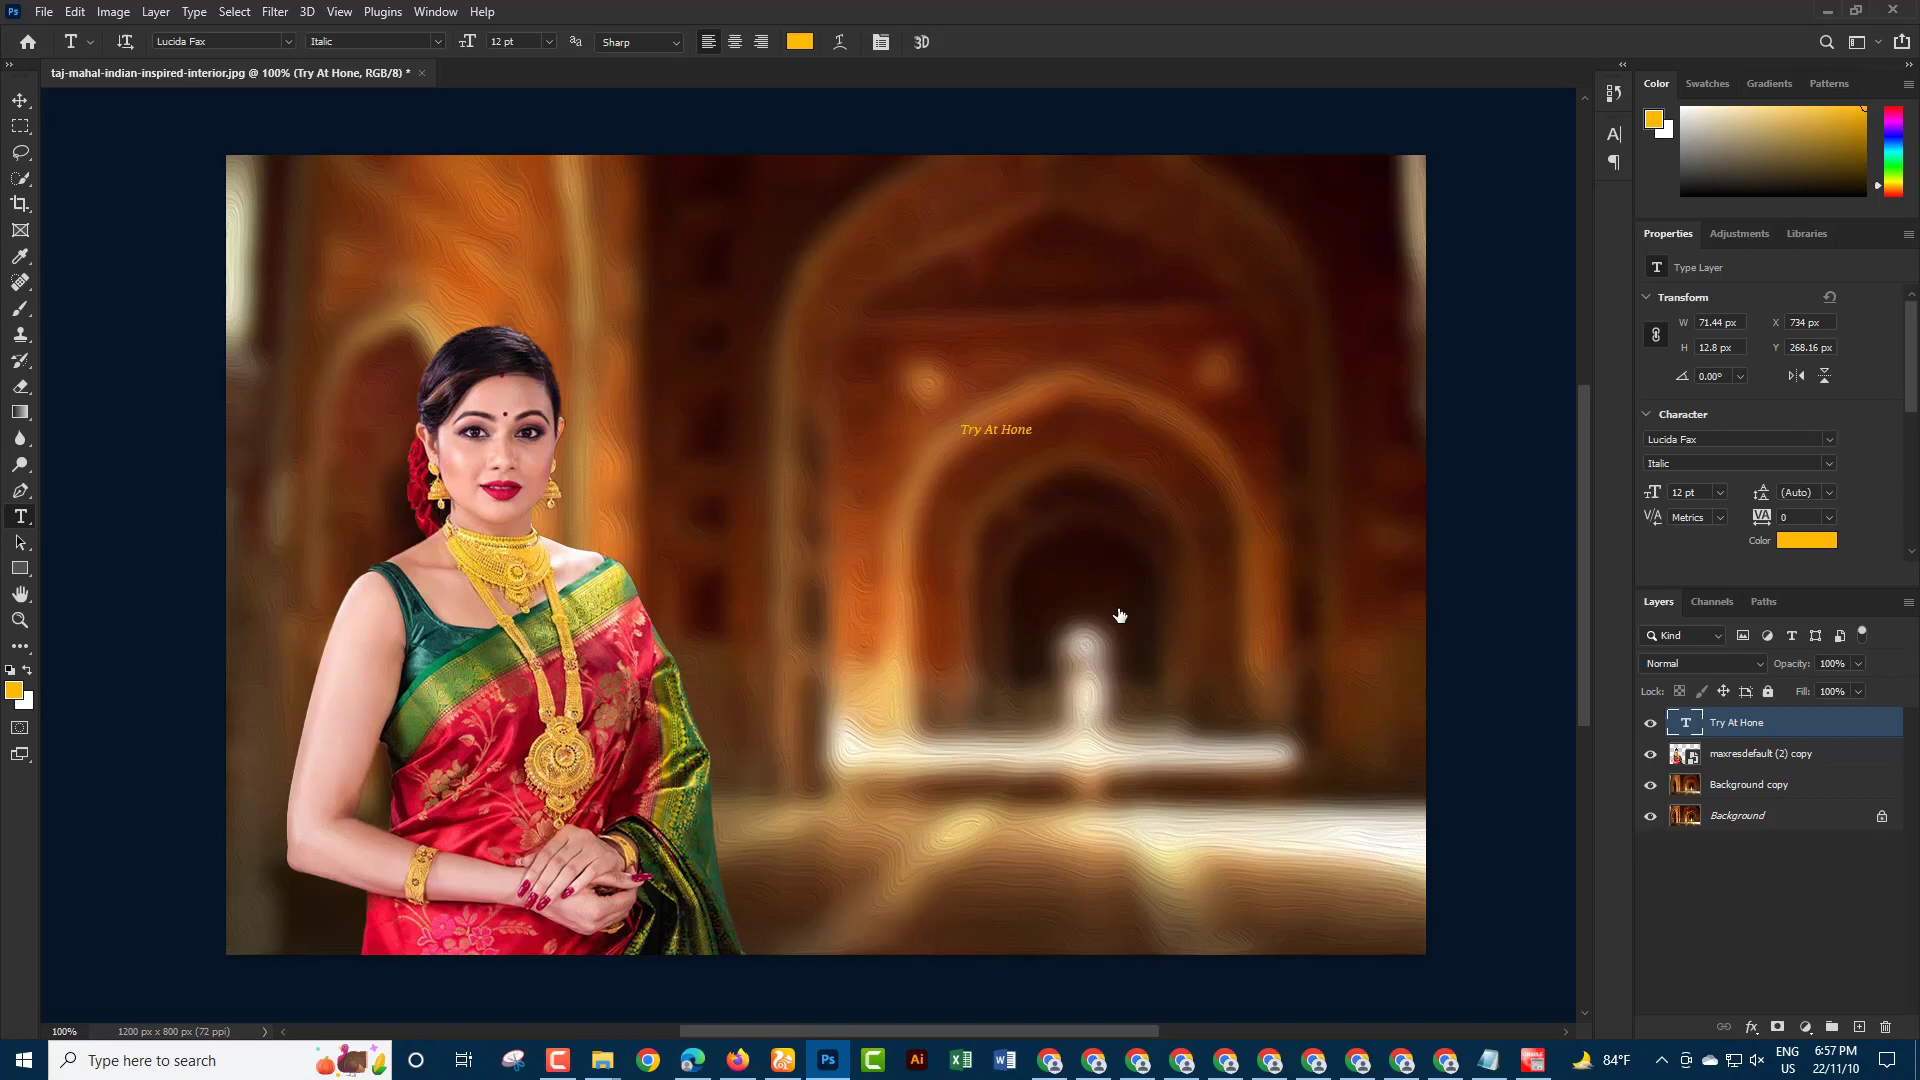 Ps File Edit Image Layer Type Select Filter 3D View Plugins Window Help
T Lucida Fax Italic 12 pt Sharp 3D
taj-mahal-indian-inspired-interior.jpg @ 100% (Try At Hone, RGB/8) *
Color Swatches Gradients Patterns
Properties Adjustments Libraries
T Type Layer
Transform
W 71.44 px X 734 px
H 12.8 px Y 268.16 px
0.00°
Character
Lucida Fax
Italic
12 pt (Auto)
Metrics 0
Color
Try At Hone
Layers Channels Paths
Kind
Normal Opacity: 100%
Lock: Fill: 100%
T Try At Hone
maxresdefault (2) copy
Background copy
Background
fx
100% 1200 px x 800 px (72 ppi)
Type here to search
Ps
Ai
84°F
ENG
US
6:57 PM
22/11/10